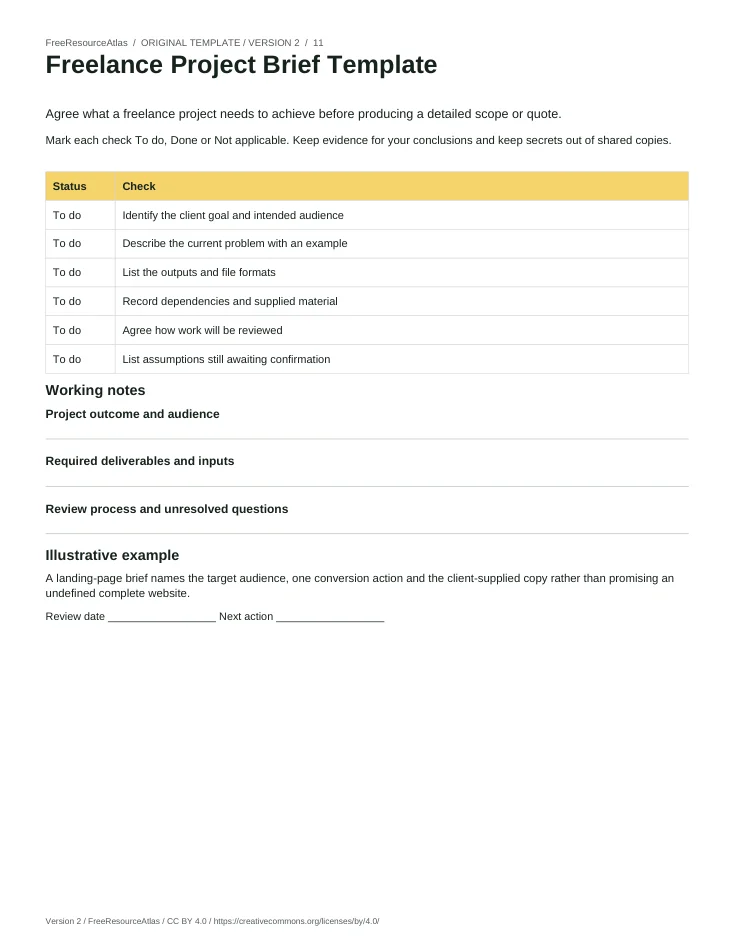 FreeResourceAtlas / ORIGINAL TEMPLATE / VERSION 2 / 11
Freelance Project Brief Template
Agree what a freelance project needs to achieve before producing a detailed scope or quote.
Mark each check To do, Done or Not applicable. Keep evidence for your conclusions and keep secrets out of shared copies.
Status Check
To do Identify the client goal and intended audience
To do Describe the current problem with an example
To do List the outputs and file formats
To do Record dependencies and supplied material
To do Agree how work will be reviewed
To do List assumptions still awaiting confirmation
Working notes
Project outcome and audience
Required deliverables and inputs
Review process and unresolved questions
Illustrative example
A landing-page brief names the target audience, one conversion action and the client-supplied copy rather than promising an
undefined complete website.
Review date __________________ Next action __________________
Version 2 / FreeResourceAtlas / CC BY 4.0 / https://creativecommons.org/licenses/by/4.0/